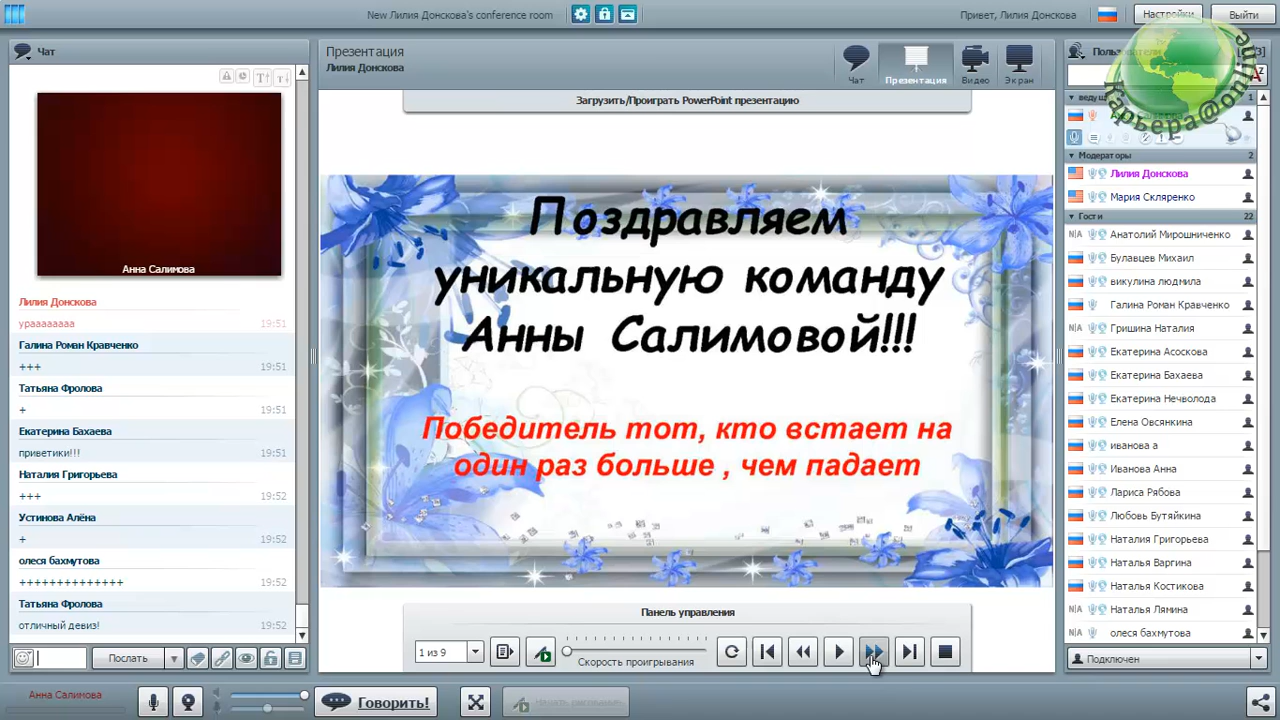 New Лилия Донскова's conference room
Привет, Лилия Донскова
Настройки
Выйти
Чат
Анна Салимова
Лилия Донскова
урааааааа
19:51
Галина Роман Кравченко
+++
19:51
Татьяна Фролова
+
19:51
Екатерина Бахаева
приветики!!!
19:51
Наталия Григорьева
+++
19:52
Устинова Алёна
+
19:52
олеся бахмутова
++++++++++++++
19:52
Татьяна Фролова
отличный девиз!
19:52
Послать
Презентация
Лилия Донскова
Чат
Презентация
Видео
Экран
Загрузить/Проиграть PowerPoint презентацию
Поздравляем
уникальную команду
Анны Салимовой!!!
Победитель тот, кто встает на
один раз больше , чем падает
Панель управления
1 из 9
Скорость проигрывания
карьера@online
3]
1
Модераторы
2
Лилия Донскова
Мария Скляренко
Гости
22
N/A
Анатолий Мирошниченко
Булавцев Михаил
викулина людмила
Галина Роман Кравченко
N/A
Гришина Наталия
Екатерина Асоскова
Екатерина Бахаева
Екатерина Нечволода
Елена Овсянкина
иванова а
Иванова Анна
Лариса Рябова
Любовь Бутяйкина
Наталия Григорьева
Наталья Варгина
Наталья Костикова
N/A
Наталья Лямина
N/A
олеся бахмутова
Подключен
Анна Салимова
Говорить!
Начать рисование